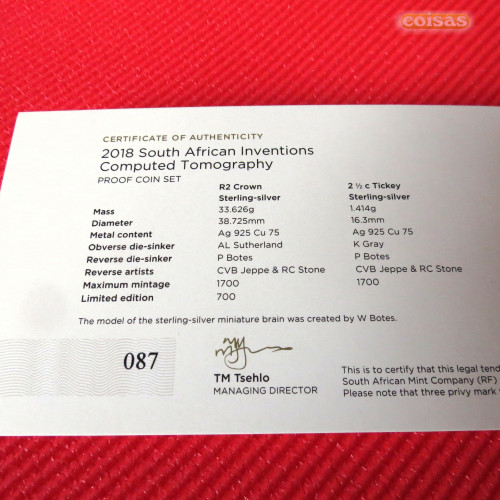 eoisas
CERTIFICATE OF AUTHENTICITY
2018 South African Inventions
Computed Tomography
PROOF COIN SET
R2 Crown 2 ½ c Tickey
Sterling-silver Sterling-silver
Mass 33.626g 1.414g
Diameter 38.725mm 16.3mm
Metal content Ag 925 Cu 75 Ag 925 Cu 75
Obverse die-sinker AL Sutherland K Gray
Reverse die-sinker P Botes P Botes
Reverse artists CVB Jeppe & RC Stone CVB Jeppe & RC Stone
Maximum mintage 1700 1700
Limited edition 700
The model of the sterling-silver miniature brain was created by W Botes.
087
TM Tsehlo
MANAGING DIRECTOR
This is to certify that this legal tend
South African Mint Company (RF)
Please note that three privy mark